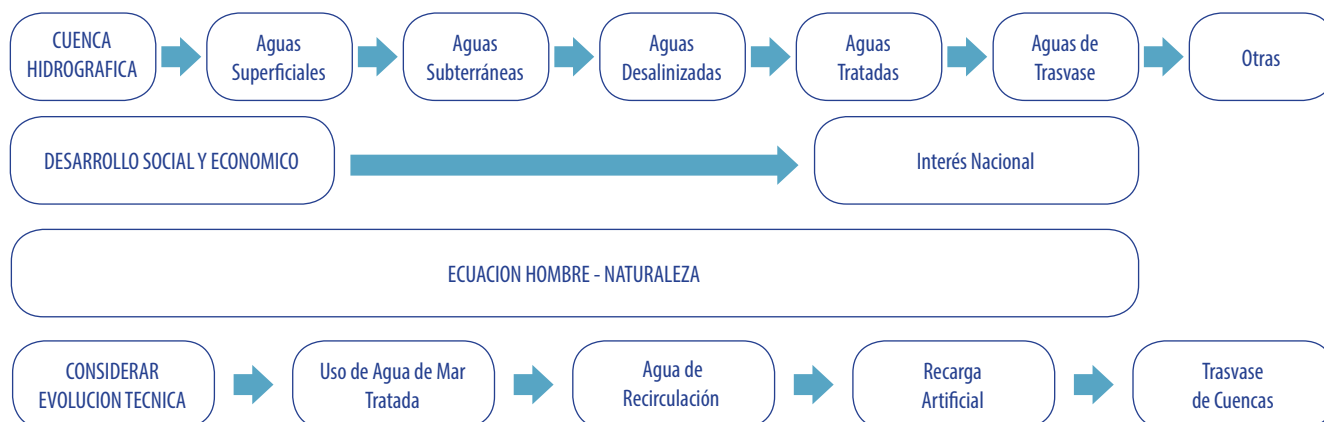 CUENCA
HIDROGRAFICA
Aguas
Superficiales
Aguas
Subterráneas
Aguas
Desalinizadas
Aguas
Tratadas
Aguas de
Trasvase
Otras
DESARROLLO SOCIAL Y ECONOMICO
Interés Nacional
ECUACION HOMBRE - NATURALEZA
CONSIDERAR
EVOLUCION TECNICA
Uso de Agua de Mar
Tratada
Agua de
Recirculación
Recarga
Artificial
Trasvase
de Cuencas